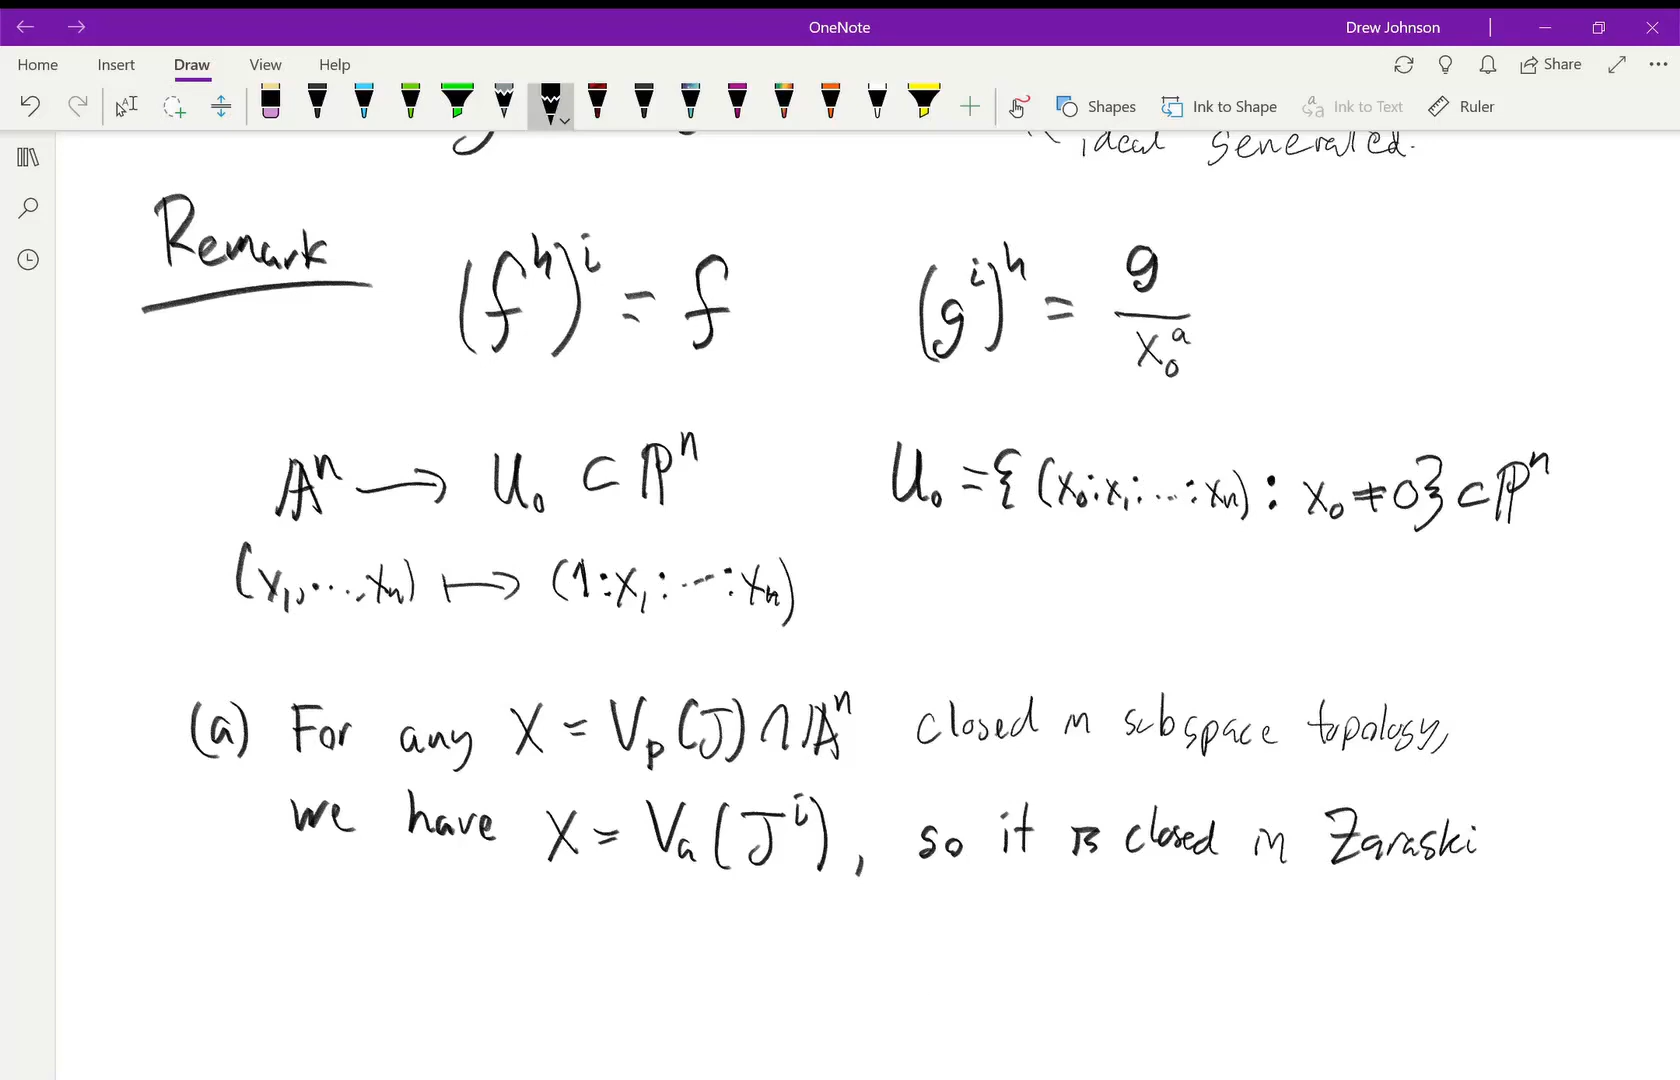 OneNote
Drew Johnson
Home Insert Draw View Help
Share
Shapes Ink to Shape Ink to Text Ruler
ideal generated.
Remark (f^h)^i = f (g^i)^h = g / x_0^a
𝔸^n → U_0 ⊂ ℙ^n U_0 = { (x_0 : x_1 : ... : x_n) : x_0 ≠ 0 } ⊂ ℙ^n
(x_1, ..., x_n) ↦ (1 : x_1 : ... : x_n)
(a) For any X = V_p(J) ∩ 𝔸^n closed in subspace topology,
we have X = V_a(J^i), so it is closed in Zaraski